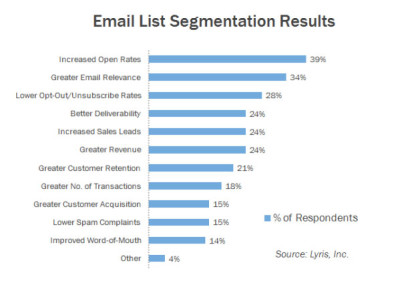 Email List Segmentation Results
Increased Open Rates 39%
Greater Email Relevance 34%
Lower Opt-Out/Unsubscribe Rates 28%
Better Deliverability 24%
Increased Sales Leads 24%
Greater Revenue 24%
Greater Customer Retention 21%
Greater No. of Transactions 18%
Greater Customer Acquisition 15%
Lower Spam Complaints 15%
Improved Word-of-Mouth 14%
Other 4%
% of Respondents
Source: Lyris, Inc.